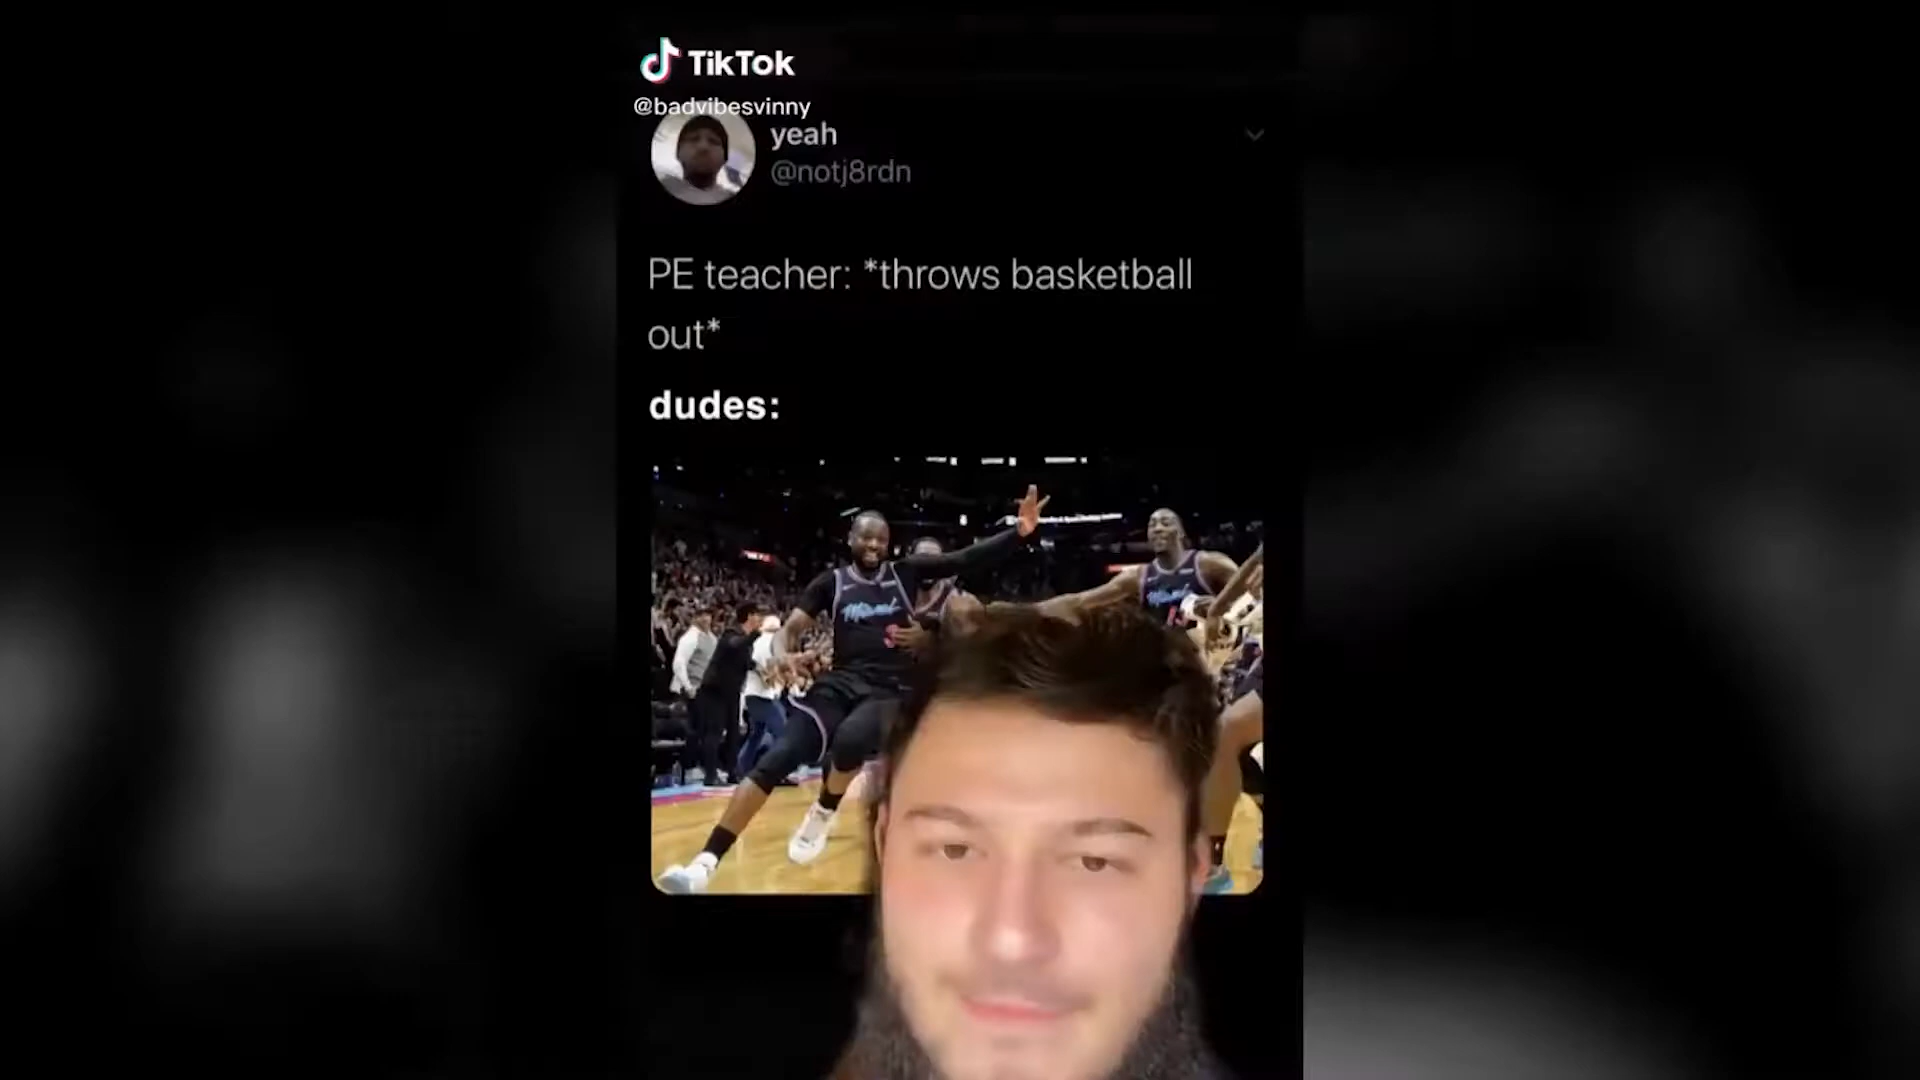 TikTok
@badvibesvinny
yeah
@notj8rdn
PE teacher: *throws basketball
out*
dudes: